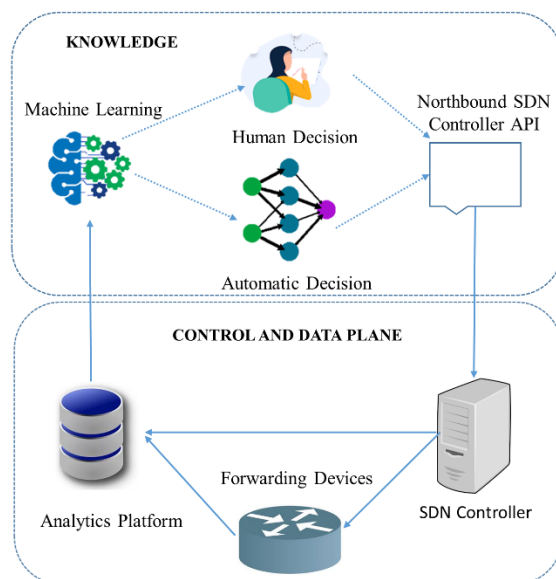 KNOWLEDGE
Machine Learning
Human Decision
Northbound SDN
Controller API
Automatic Decision
CONTROL AND DATA PLANE
Forwarding Devices
Analytics Platform
SDN Controller